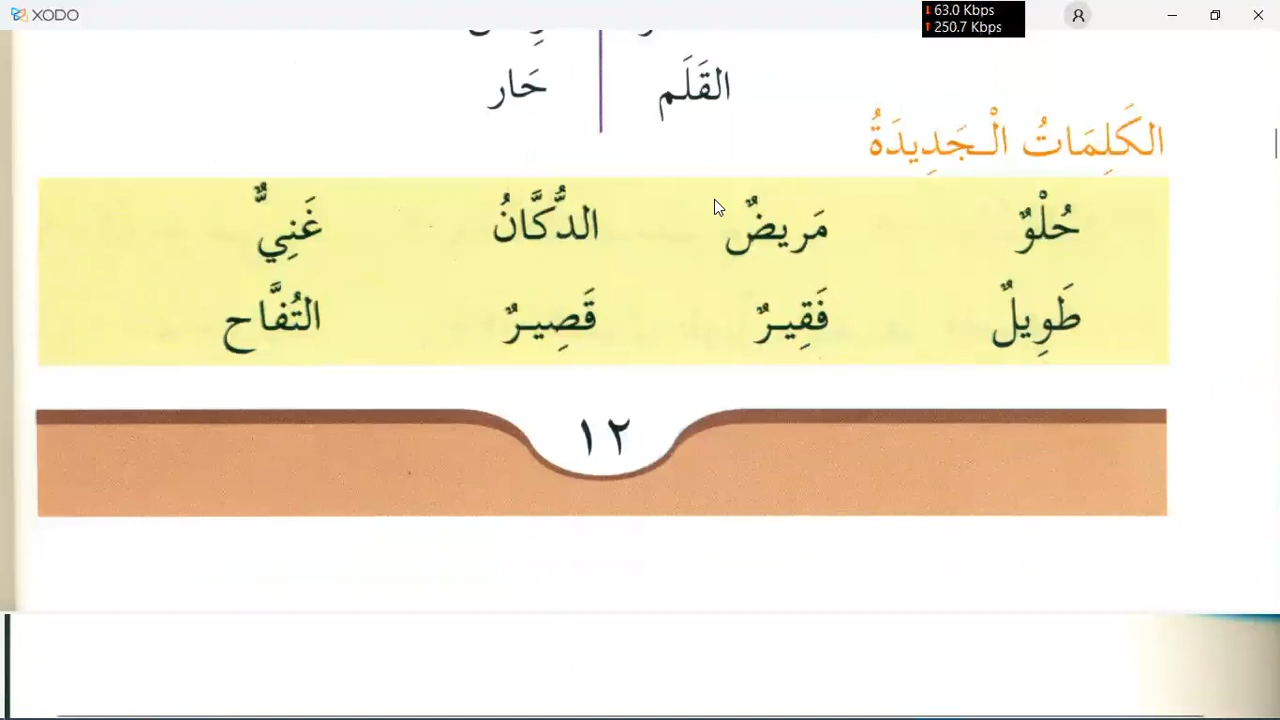 XODO
63.0 Kbps
250.7 Kbps
القَلَم حَار
الكَلِمَاتُ الْجَدِيدَةُ
حُلْوٌ مَريضٌ الدُّكَّانُ غَنِيٌّ
طَوِيلٌ فَقِيرٌ قَصِيرٌ التُفَّاح
١٢